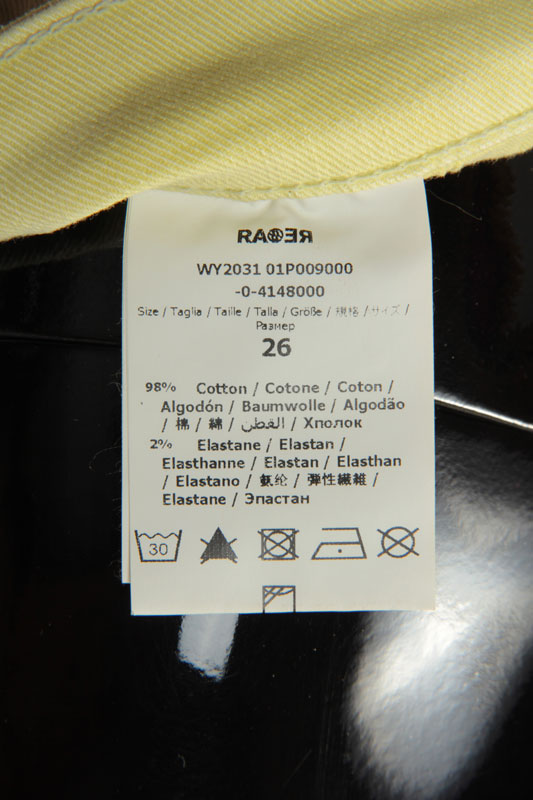 RA⊕ƎЯ
WY2031 01P009000
-0-4148000
Size / Taglia / Taille / Talla / Größe / 規格 / サイズ /
Размер
26
98% Cotton / Cotone / Coton /
Algodón / Baumwolle / Algodão
/ 棉 / 綿 / القطن / Хлопок
2% Elastane / Elastan /
Elasthanne / Elastan / Elasthan
/ Elastano / 氨纶 / 弾性繊維 /
Elastane / Эластан
30